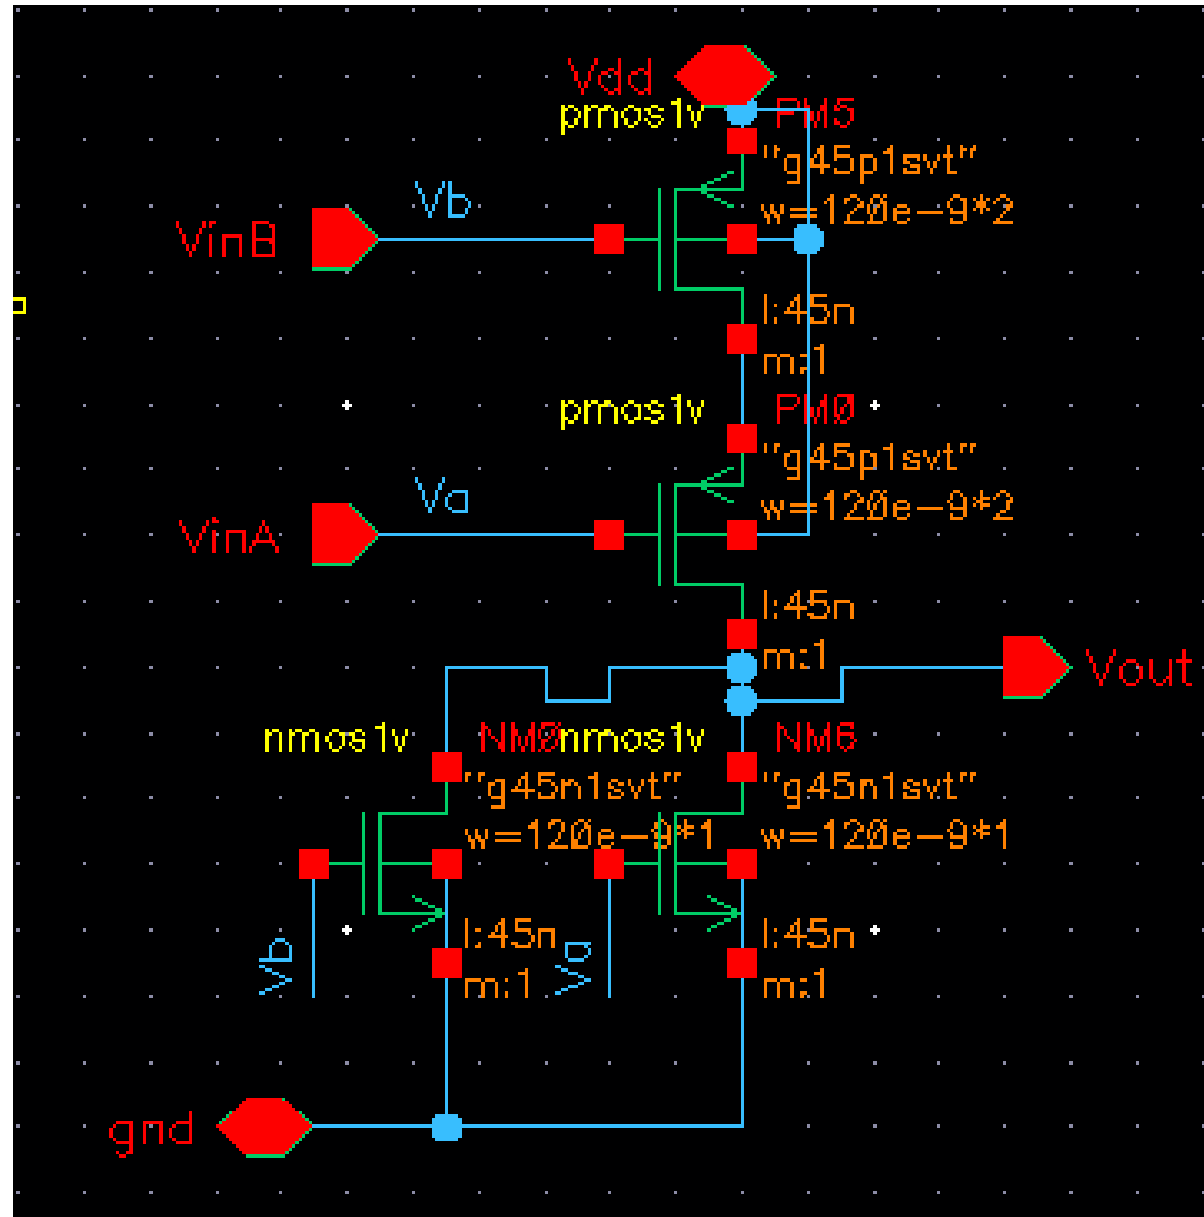 Vdd
pmos1v PM5
"g45p1svt"
Vb
w=120e-9*2
VinB
l:45n
m:1
pmos1v PM0
"g45p1svt"
Va
w=120e-9*2
VinA
l:45n
m:1
Vout
nmos1v NM0 nmos1v NM6
"g45n1svt" "g45n1svt"
w=120e-9*1 w=120e-9*1
Vb l:45n Va l:45n
m:1 m:1
gnd